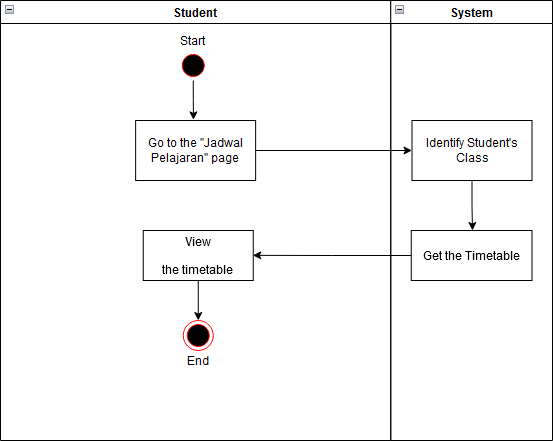 Student
System
Start
Go to the "Jadwal
Pelajaran" page
Identify Student's
Class
View
the timetable
Get the Timetable
End